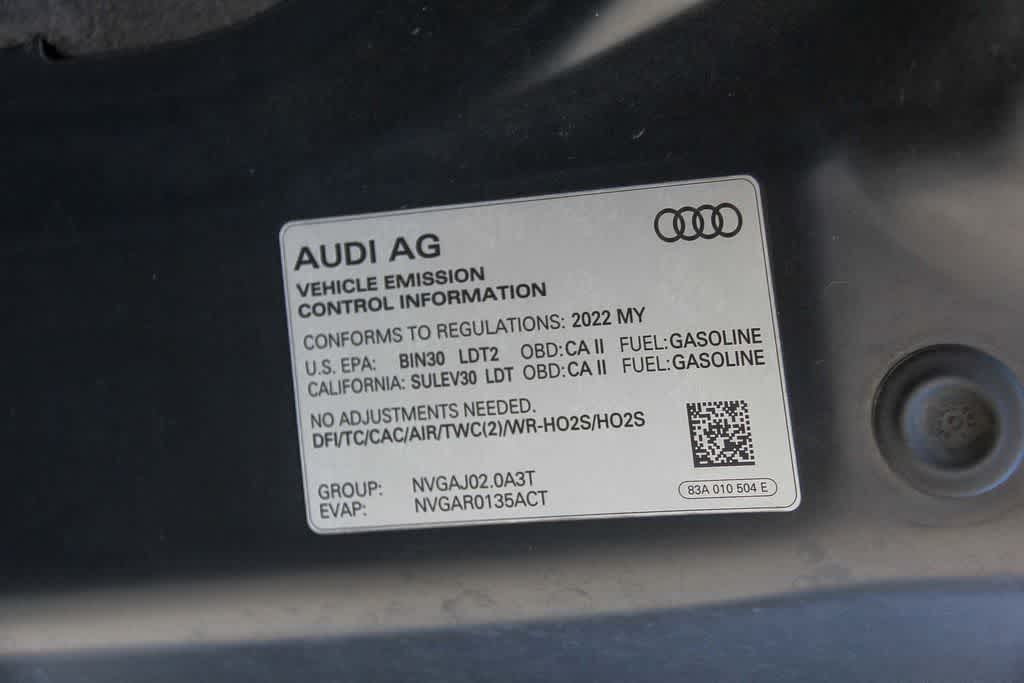 AUDI AG
VEHICLE EMISSION
CONTROL INFORMATION
CONFORMS TO REGULATIONS: 2022 MY
U.S. EPA: BIN30 LDT2 OBD:CA II FUEL:GASOLINE
CALIFORNIA: SULEV30 LDT OBD:CA II FUEL:GASOLINE
NO ADJUSTMENTS NEEDED.
DFI/TC/CAC/AIR/TWC(2)/WR-HO2S/HO2S
GROUP: NVGAJ02.0A3T
EVAP: NVGAR0135ACT
83A 010 504 E